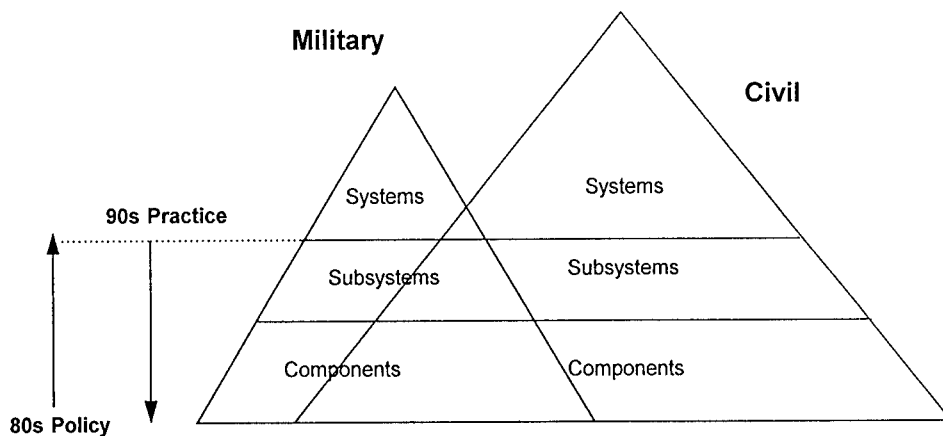 Military
Civil
Systems
Systems
90s Practice
Subsystems
Subsystems
Components
Components
80s Policy